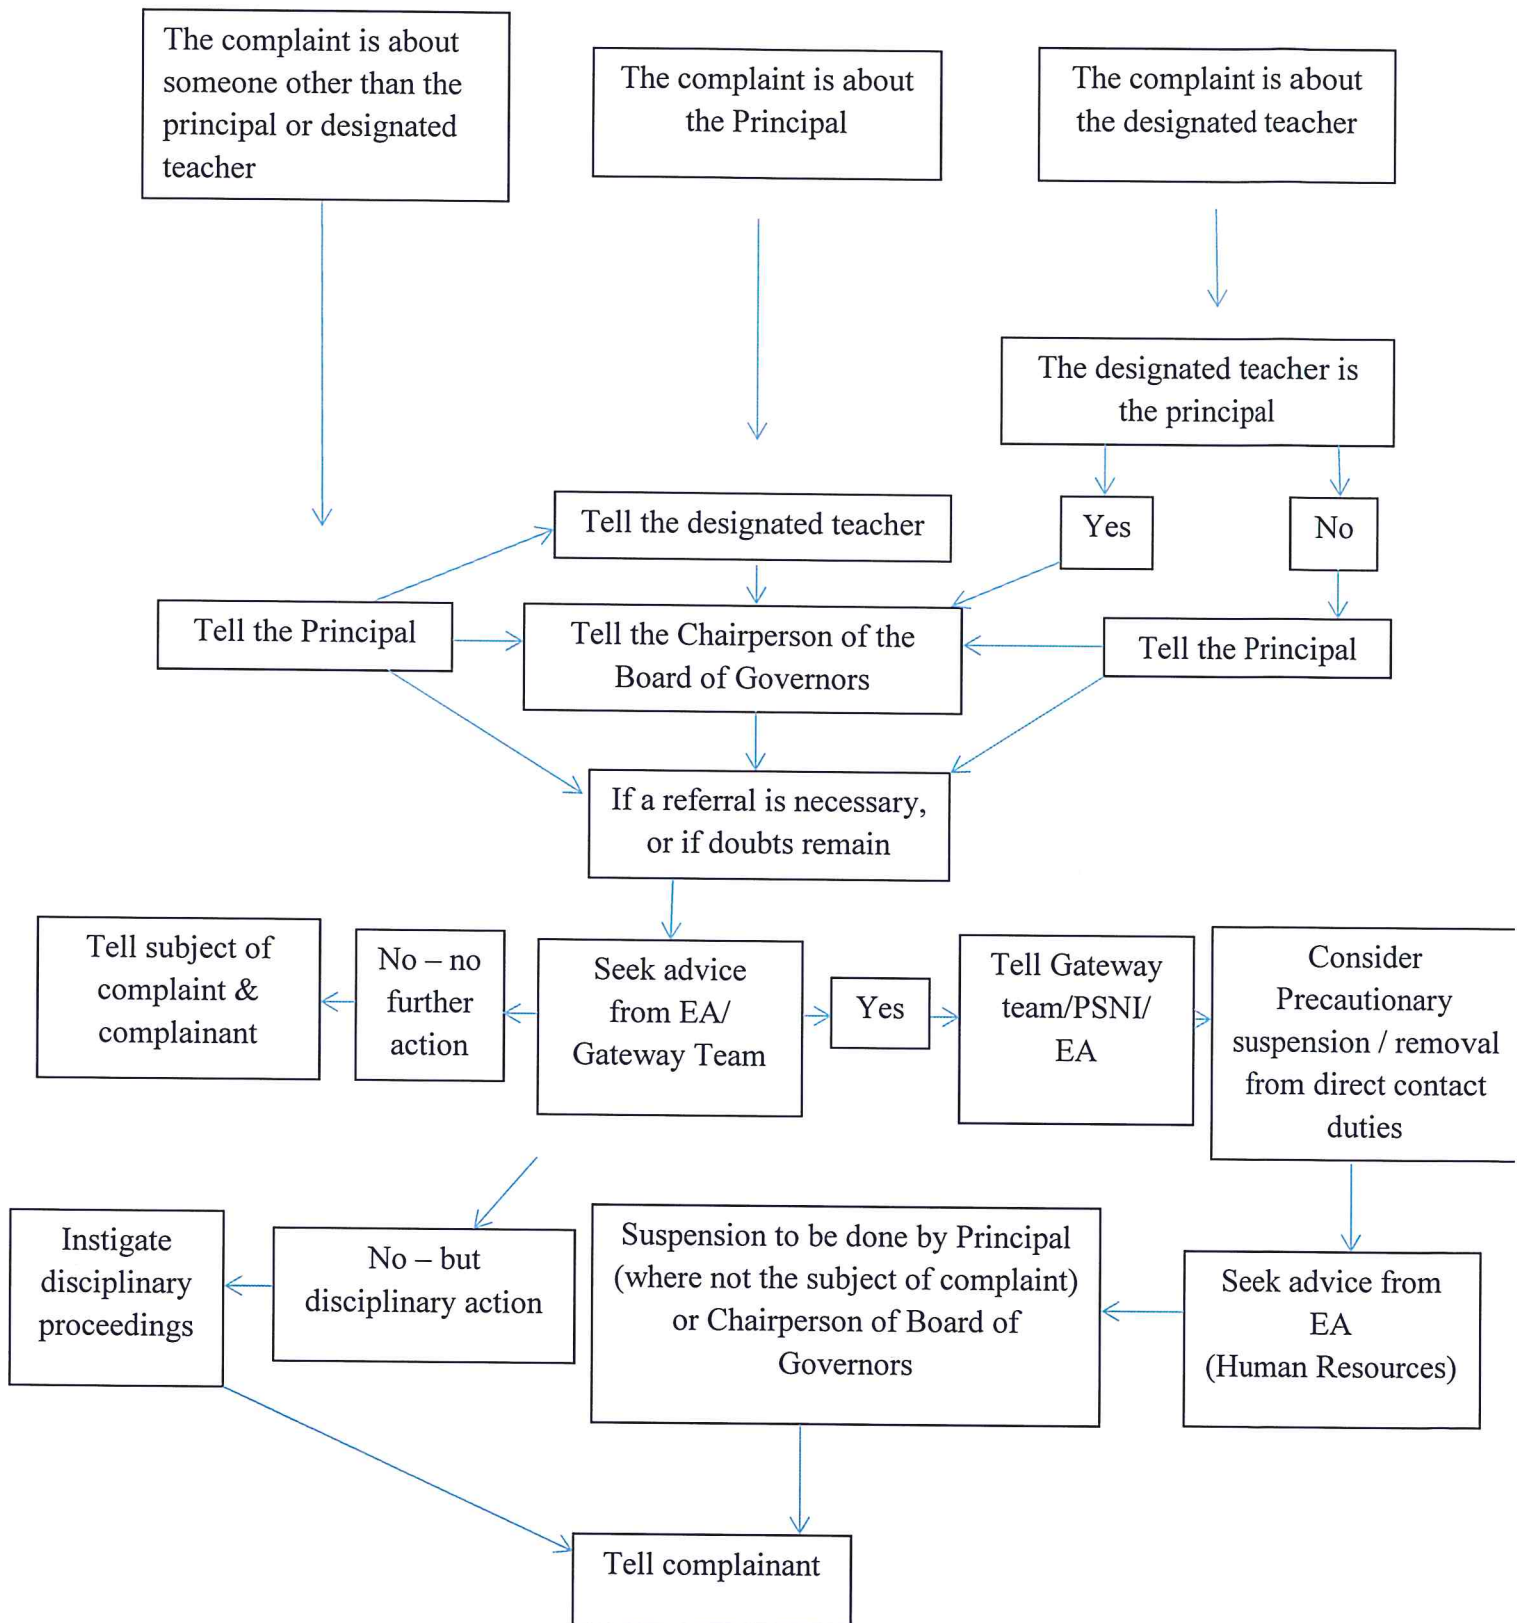 The complaint is about
someone other than the
principal or designated
teacher
The complaint is about
the Principal
The complaint is about
the designated teacher
The designated teacher is
the principal
Tell the designated teacher
Yes
No
Tell the Principal
Tell the Chairperson of the
Board of Governors
Tell the Principal
If a referral is necessary,
or if doubts remain
Tell subject of
complaint &
complainant
No – no
further
action
Seek advice
from EA/
Gateway Team
Yes
Tell Gateway
team/PSNI/
EA
Consider
Precautionary
suspension / removal
from direct contact
duties
Instigate
disciplinary
proceedings
No – but
disciplinary action
Suspension to be done by Principal
(where not the subject of complaint)
or Chairperson of Board of
Governors
Seek advice from
EA
(Human Resources)
Tell complainant